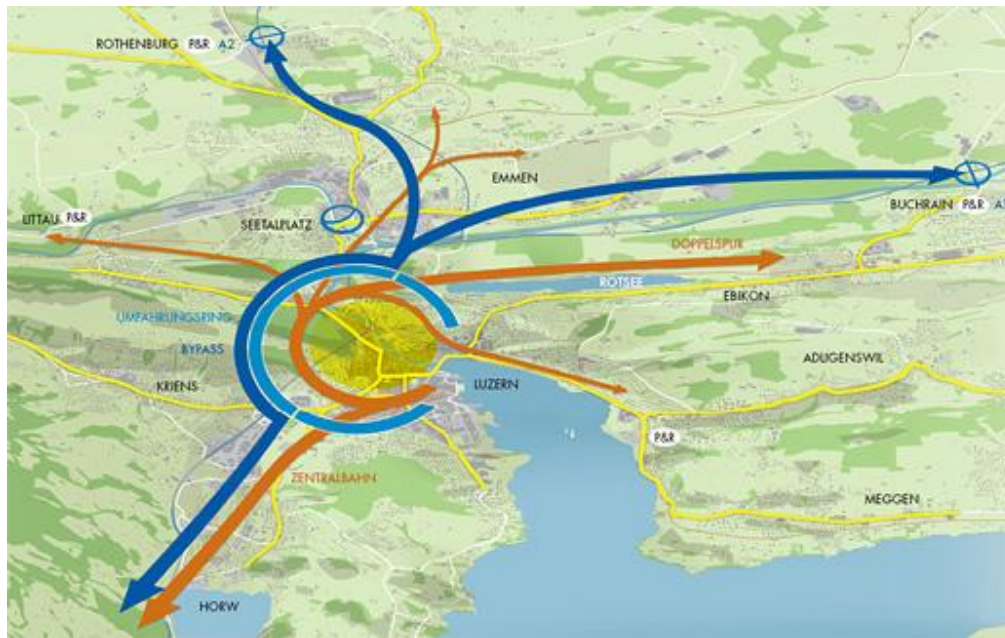 ROTHENBURG P&R A2
EMMEN
LITTAU P&R
SEETALPLATZ
BUCHRAIN P&R
DOPPELSPUR
ROTSEE
EBIKON
UMFAHRUNGSRING
BYPASS
ADLIGENSWIL
KRIENS
LUZERN
P&R
ZENTRALBAHN
MEGGEN
HORW